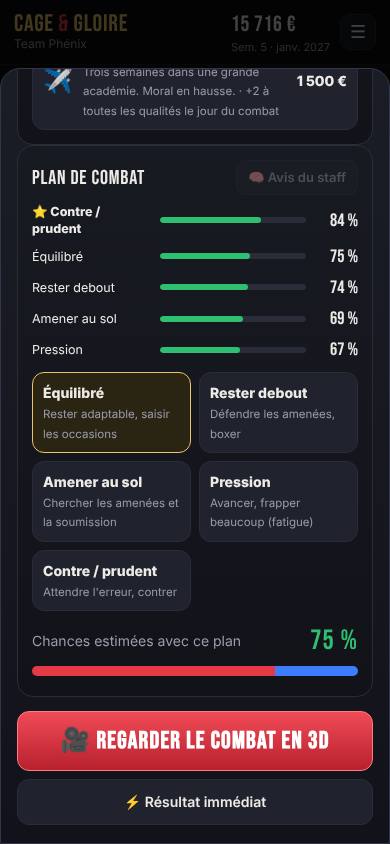 CAGE & GLOIRE
Team Phénix
15 716 €
Sem. 5 · janv. 2027
Trois semaines dans une grande
académie. Moral en hausse. · +2 à
toutes les qualités le jour du combat
1 500 €
PLAN DE COMBAT
🧠 Avis du staff
⭐ Contre /
prudent
84 %
Équilibré
75 %
Rester debout
74 %
Amener au sol
69 %
Pression
67 %
Équilibré
Rester adaptable, saisir
les occasions
Rester debout
Défendre les amenées,
boxer
Amener au sol
Chercher les amenées et
la soumission
Pression
Avancer, frapper
beaucoup (fatigue)
Contre / prudent
Attendre l'erreur, contrer
Chances estimées avec ce plan
75 %
🎥 REGARDER LE COMBAT EN 3D
⚡ Résultat immédiat